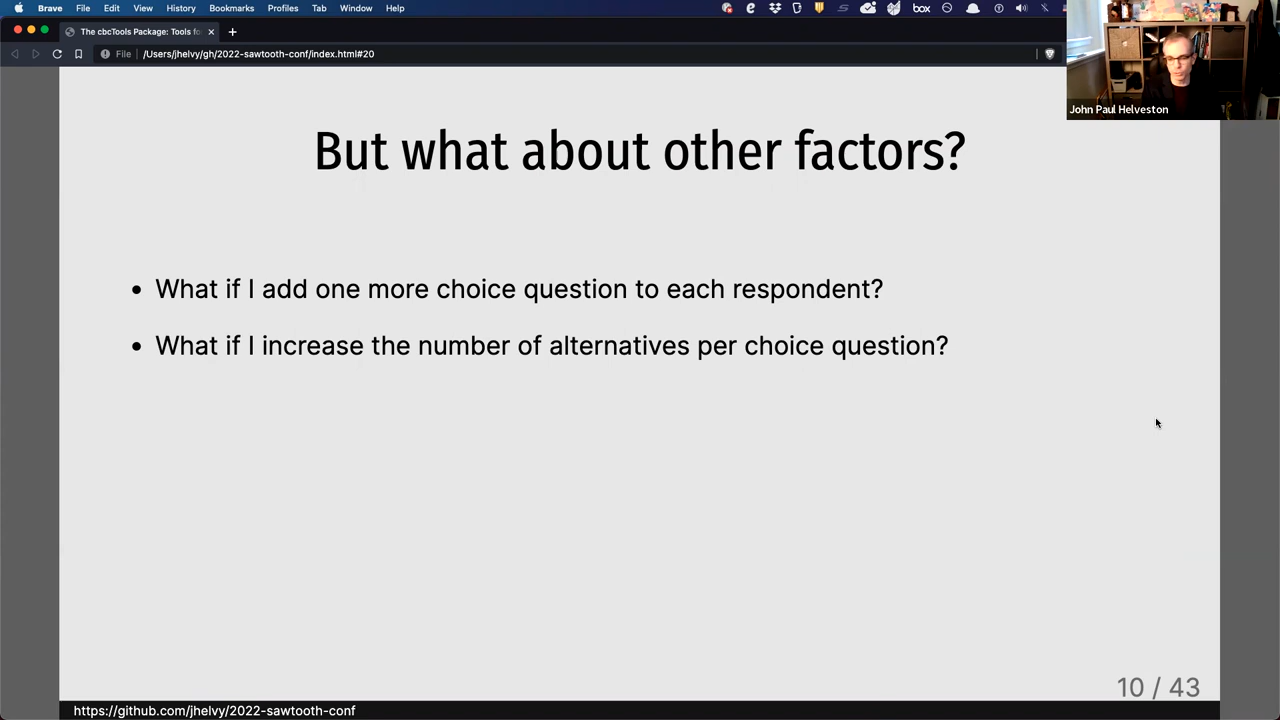 Brave File Edit View History Bookmarks Profiles Tab Window Help
box
The cbcTools Package: Tools fo
File /Users/jhelvy/gh/2022-sawtooth-conf/index.html#20
John Paul Helveston
But what about other factors?
• What if I add one more choice question to each respondent?
• What if I increase the number of alternatives per choice question?
10 / 43
https://github.com/jhelvy/2022-sawtooth-conf